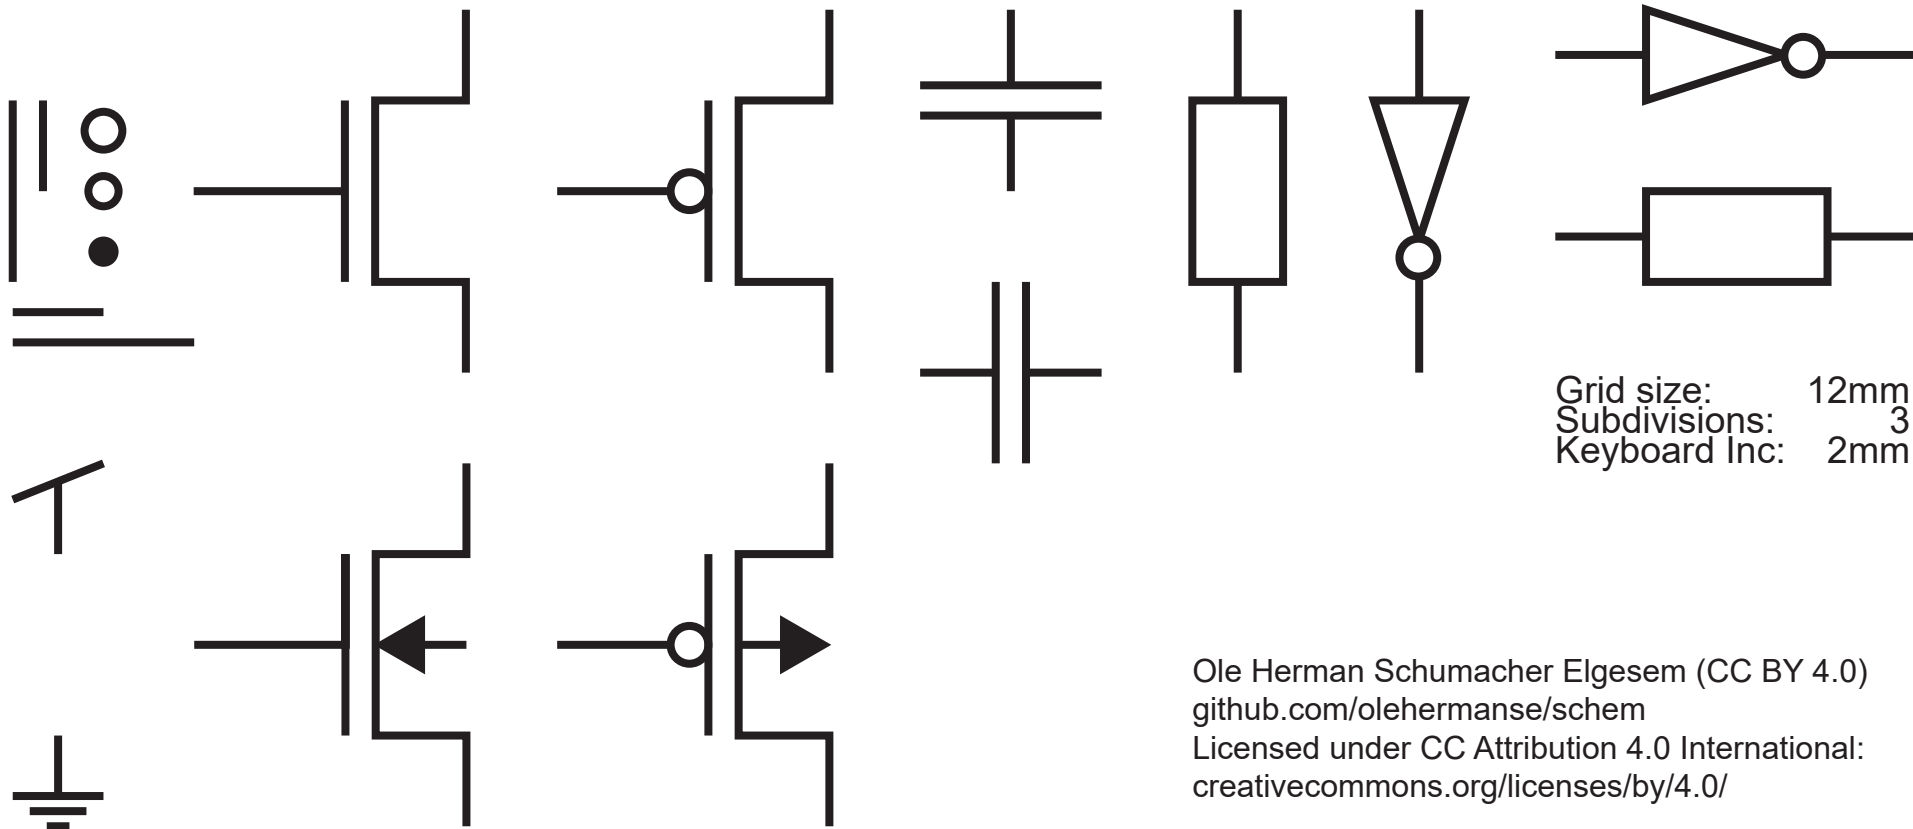 Grid size: 12mm
Subdivisions: 3
Keyboard Inc: 2mm
Ole Herman Schumacher Elgesem (CC BY 4.0)
github.com/olehermanse/schem
Licensed under CC Attribution 4.0 International:
creativecommons.org/licenses/by/4.0/